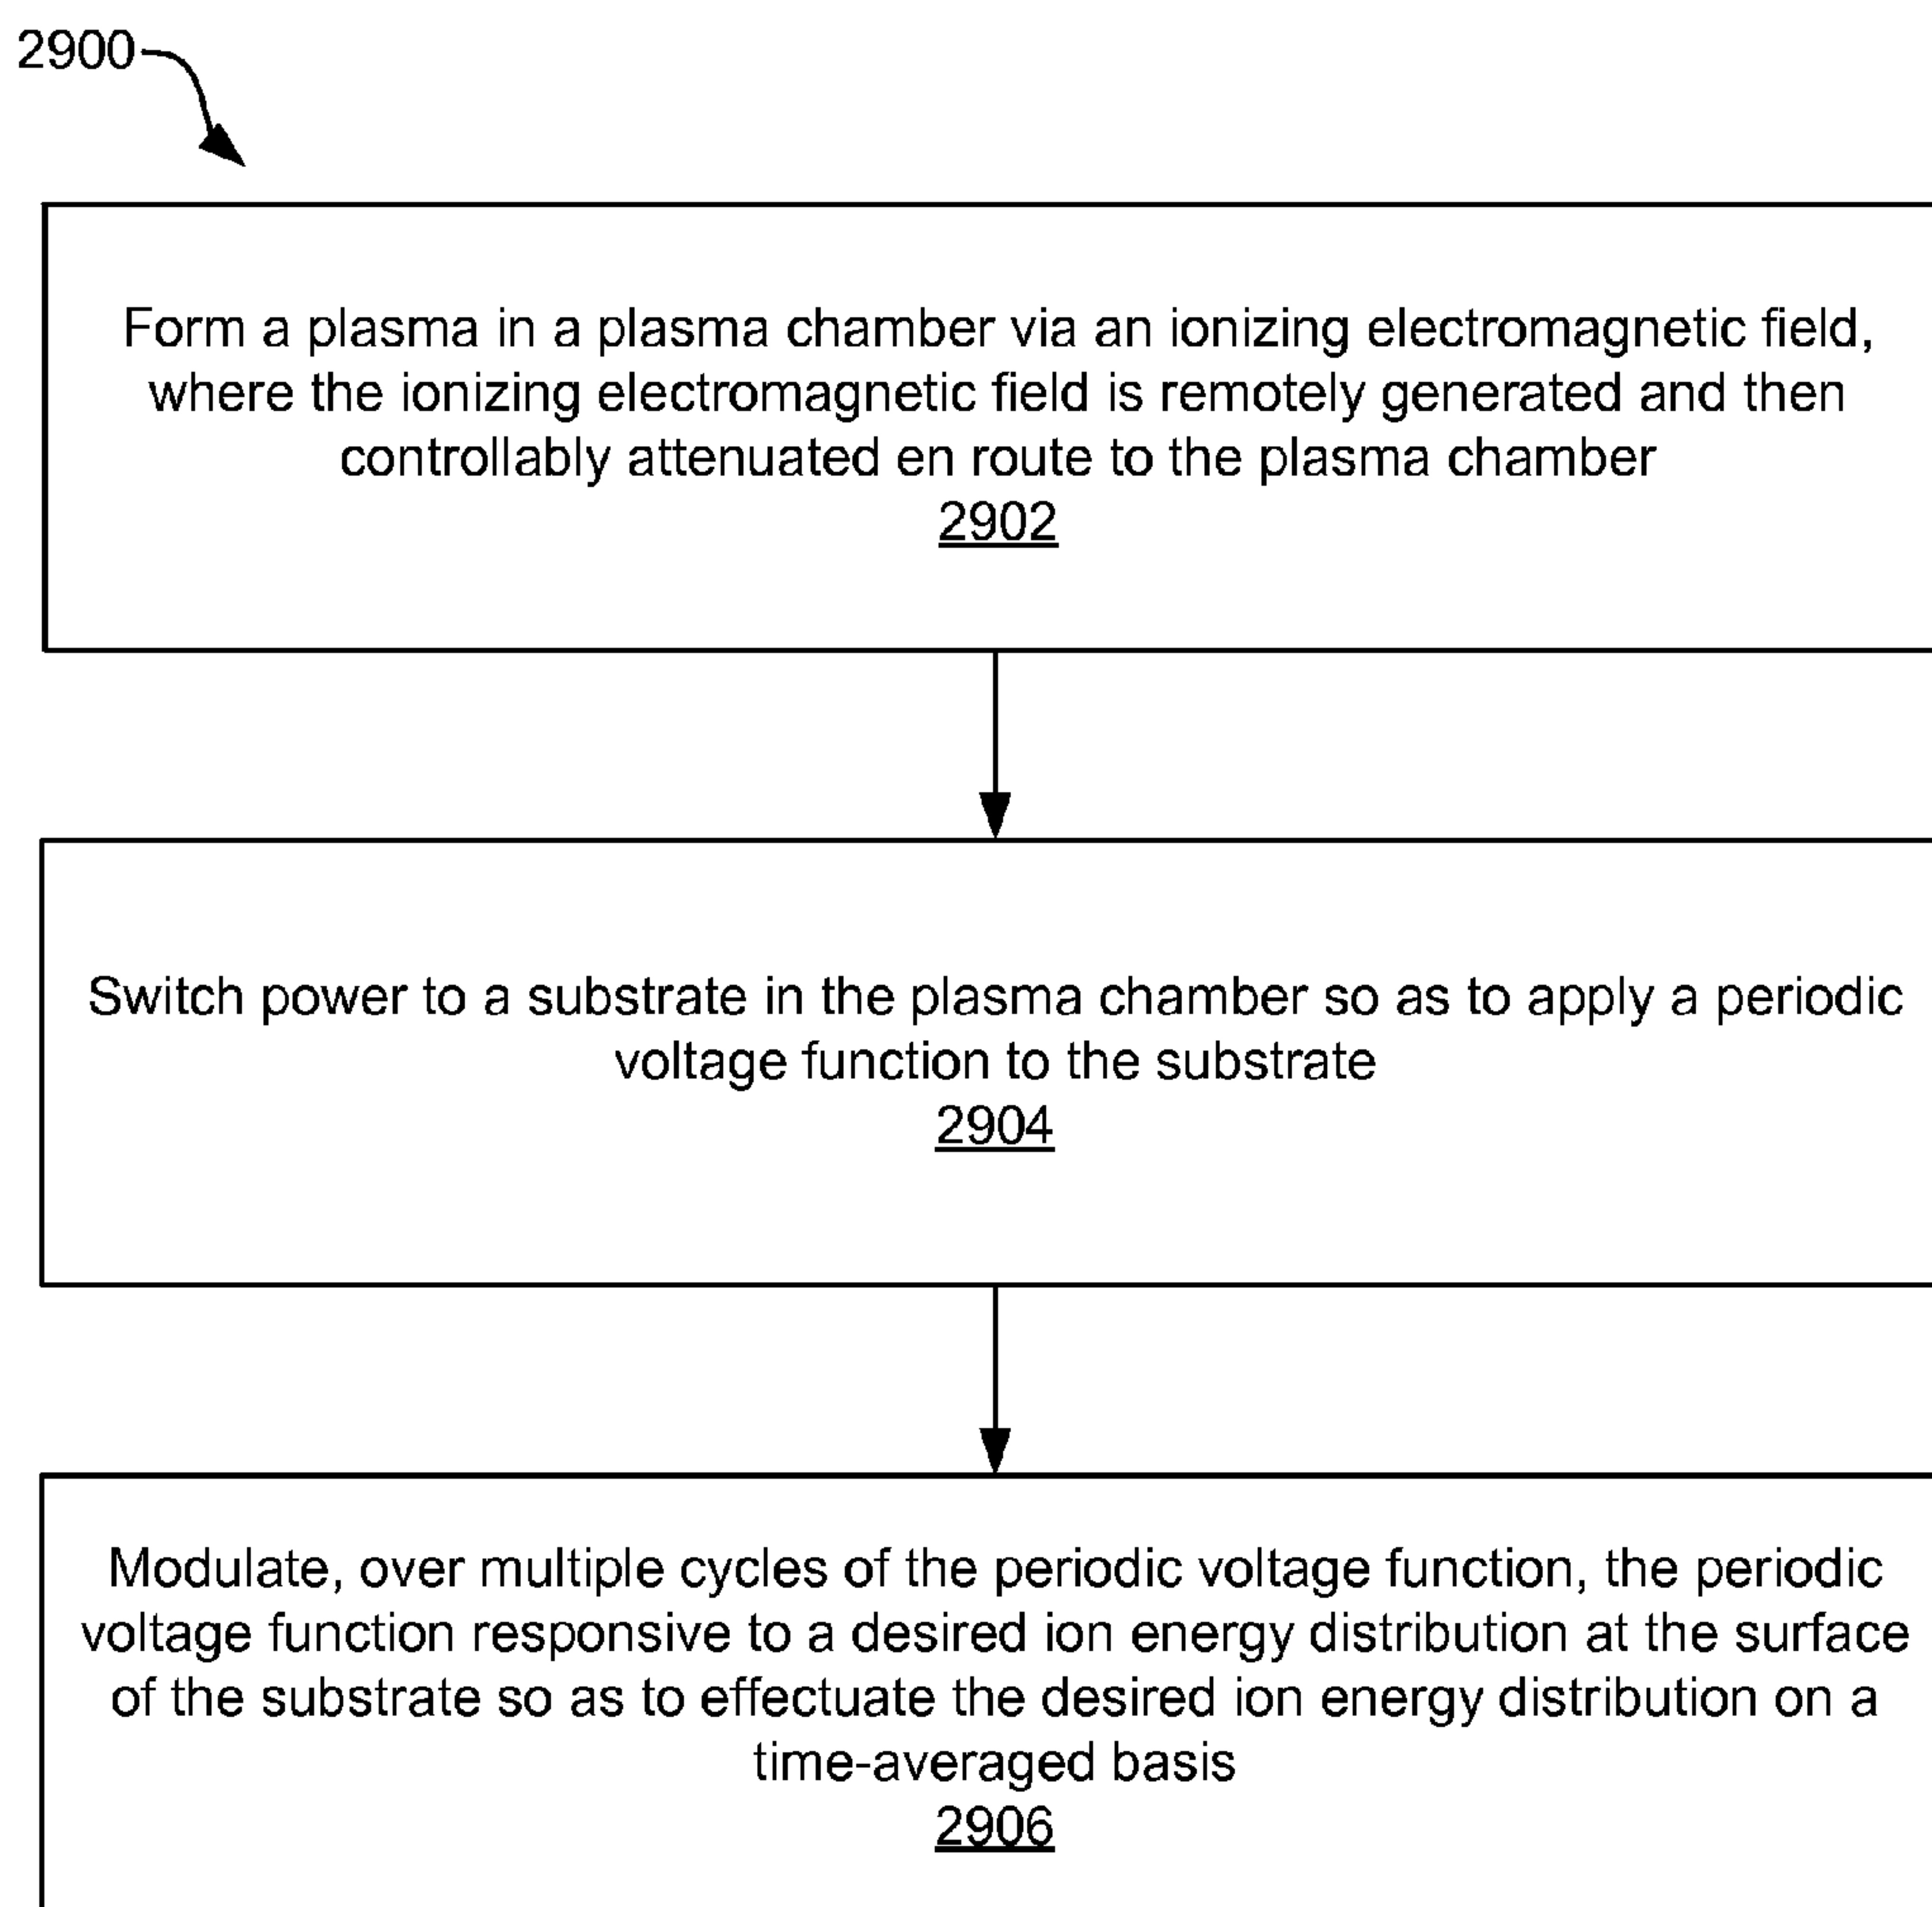 2900
Form a plasma in a plasma chamber via an ionizing electromagnetic field,
where the ionizing electromagnetic field is remotely generated and then
controllably attenuated en route to the plasma chamber
2902
Switch power to a substrate in the plasma chamber so as to apply a periodic
voltage function to the substrate
2904
Modulate, over multiple cycles of the periodic voltage function, the periodic
voltage function responsive to a desired ion energy distribution at the surface
of the substrate so as to effectuate the desired ion energy distribution on a
time-averaged basis
2906